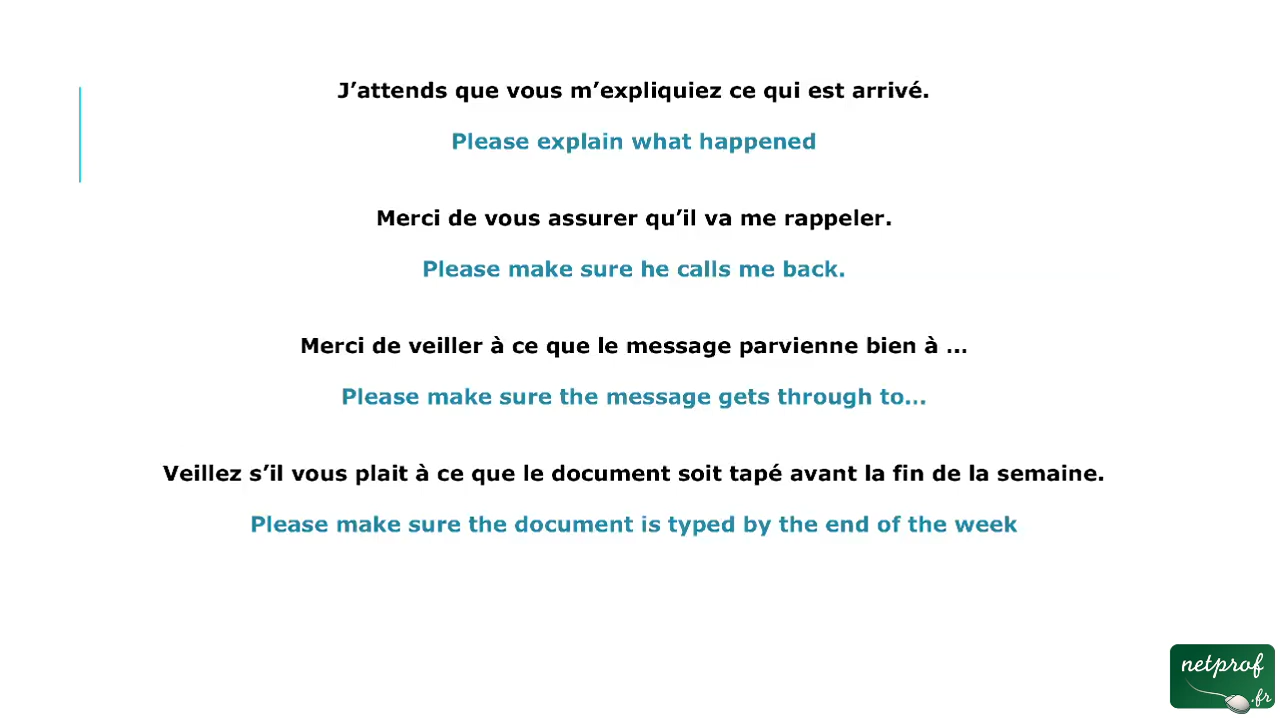 J’attends que vous m’expliquiez ce qui est arrivé.
Please explain what happened
Merci de vous assurer qu’il va me rappeler.
Please make sure he calls me back.
Merci de veiller à ce que le message parvienne bien à …
Please make sure the message gets through to…
Veillez s’il vous plait à ce que le document soit tapé avant la fin de la semaine.
Please make sure the document is typed by the end of the week
netprof
.fr